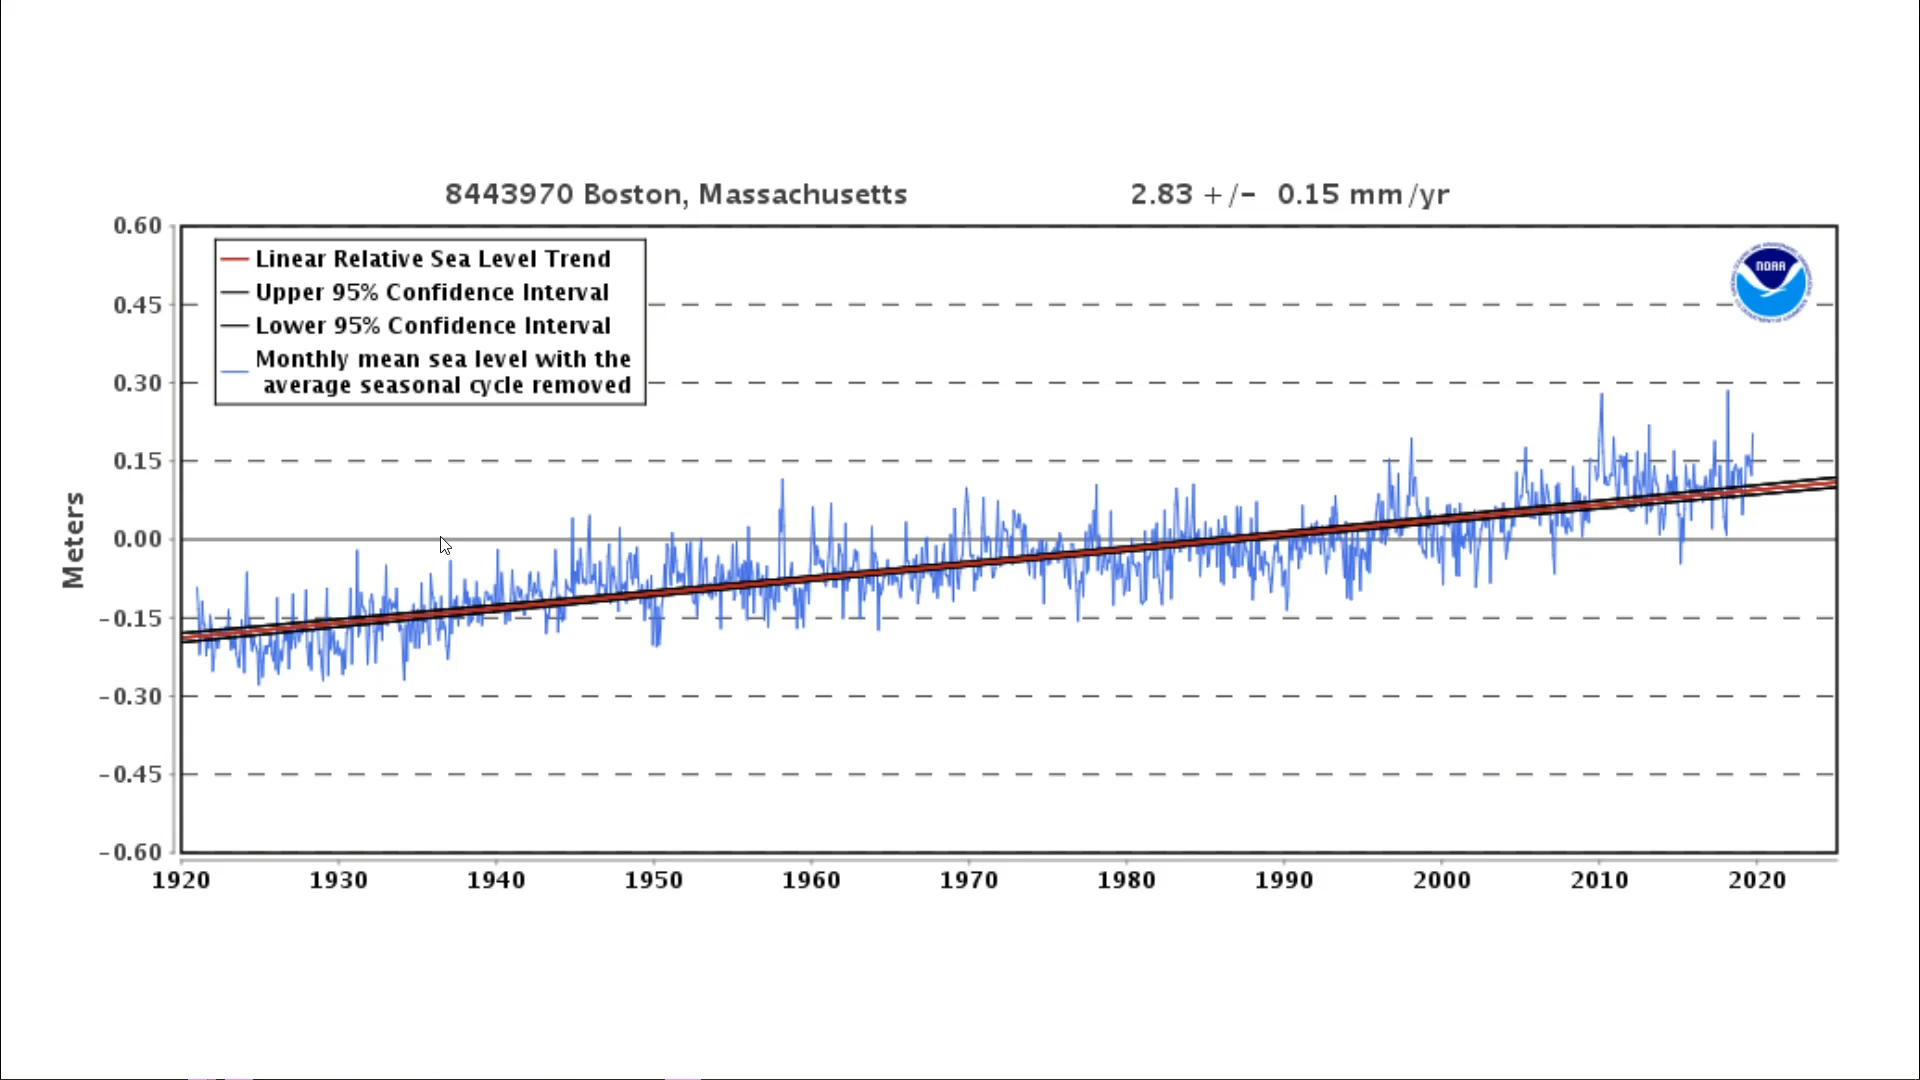 8443970 Boston, Massachusetts 2.83 +/- 0.15 mm/yr
Linear Relative Sea Level Trend
Upper 95% Confidence Interval
Lower 95% Confidence Interval
Monthly mean sea level with the
average seasonal cycle removed
NOAA
Meters
0.60
0.45
0.30
0.15
0.00
-0.15
-0.30
-0.45
-0.60
1920 1930 1940 1950 1960 1970 1980 1990 2000 2010 2020